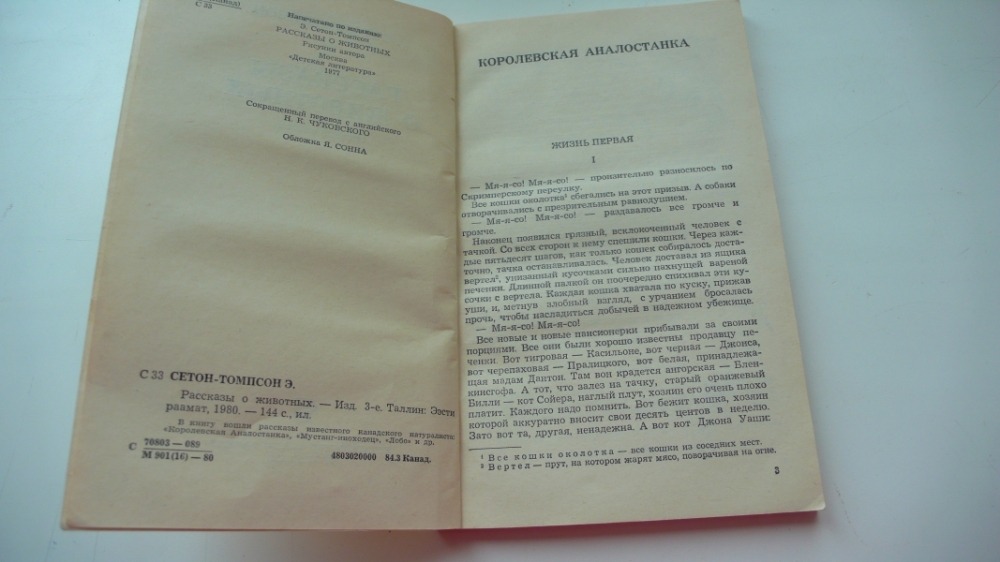 С 33
Напечатано по изданию
Э. Сетон-Томпсон
РАССКАЗЫ О ЖИВОТНЫХ
Рисунки автора
Москва
«Детская литература»
1977
Сокращенный перевод с английского
Н. К. ЧУКОВСКОГО
Обложка Я. СОННА
С 33 СЕТОН-ТОМПСОН Э.
Рассказы о животных. — Изд. 3-е. Таллин: Ээсти
раамат, 1980. — 144 с., ил.
В книгу вошли рассказы известного канадского натуралиста:
«Королевская Аналостанка», «Мустанг-иноходец», «Лобо» и др.
С 70803 — 089
М 901(16) — 80
4803020000 84.3 Канад.
КОРОЛЕВСКАЯ АНАЛОСТАНКА
ЖИЗНЬ ПЕРВАЯ
I
— Мя-я-со! Мя-я-со! — пронзительно разносилось по
Скримперскому переулку.
Все кошки околотка¹ сбегались на этот призыв. А собаки
отворачивались с презрительным равнодушием.
— Мя-я-со! Мя-я-со! — раздавалось все громче и
громче.
Наконец появился грязный, всклокоченный человек с
тачкой. Со всех сторон к нему спешили кошки. Через каж-
дые пятьдесят шагов, как только кошек собиралось доста-
точно, тачка останавливалась. Человек доставал из ящика
вертел², унизанный кусочками сильно пахнущей вареной
печенки. Длинной палкой он поочередно спихивал эти ку-
сочки с вертела. Каждая кошка хватала по куску, прижав
уши, и, метнув злобный взгляд, с урчанием бросалась
прочь, чтобы насладиться добычей в надежном убежище.
— Мя-я-со! Мя-я-со!
Все новые и новые пансионерки прибывали за своими
порциями. Все они были хорошо известны продавцу пе-
ченки. Вот тигровая — Касильоне, вот черная — Джонса,
вот черепаховая — Пралицкого, вот белая, принадлежа-
щая мадам Дантон. Там вон крадется ангорская — Блен-
кинсгофа. А тот, что залез на тачку, старый оранжевый
Билли — кот Сойера, наглый плут, хозяин его очень плохо
платит. Каждого надо помнить. Вот бежит кошка, хозяин
которой аккуратно вносит свои десять центов в неделю.
Зато вот та, другая, ненадежна. А вот кот Джона Уаши:
¹ Все кошки околотка — все кошки из соседних мест.
² Вертел — прут, на котором жарят мясо, поворачивая на огне.
3